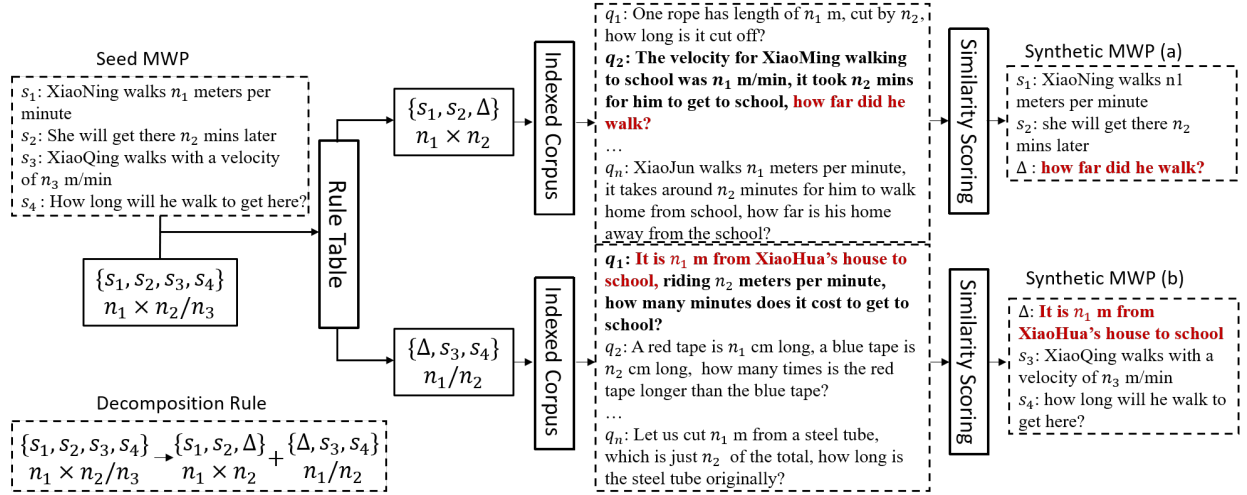 Seed MWP
s₁: XiaoNing walks n₁ meters per
minute
s₂: She will get there n₂ mins later
s₃: XiaoQing walks with a velocity
of n₃ m/min
s₄ : How long will he walk to get here?
{s₁, s₂, s₃, s₄}
n₁ × n₂/n₃
Decomposition Rule
{s₁, s₂, s₃, s₄} → {s₁, s₂, Δ} + {Δ, s₃, s₄}
n₁ × n₂/n₃ n₁ × n₂ n₁/n₂
Rule Table
{s₁, s₂, Δ}
n₁ × n₂
Indexed Corpus
q₁: One rope has length of n₁ m, cut by n₂,
how long is it cut off?
q₂: The velocity for XiaoMing walking
to school was n₁ m/min, it took n₂ mins
for him to get to school, how far did he
walk?
...
qₙ: XiaoJun walks n₁ meters per minute,
it takes around n₂ minutes for him to walk
home from school, how far is his home
away from the school?
Similarity Scoring
Synthetic MWP (a)
s₁: XiaoNing walks n1
meters per minute
s₂: she will get there n₂
mins later
Δ : how far did he walk?
{Δ, s₃, s₄}
n₁/n₂
Indexed Corpus
q₁: It is n₁ m from XiaoHua's house to
school, riding n₂ meters per minute,
how many minutes does it cost to get to
school?
q₂: A red tape is n₁ cm long, a blue tape is
n₂ cm long, how many times is the red
tape longer than the blue tape?
...
qₙ: Let us cut n₁ m from a steel tube,
which is just n₂ of the total, how long is
the steel tube originally?
Similarity Scoring
Synthetic MWP (b)
Δ: It is n₁ m from
XiaoHua's house to school
s₃: XiaoQing walks with a
velocity of n₃ m/min
s₄: how long will he walk to
get here?